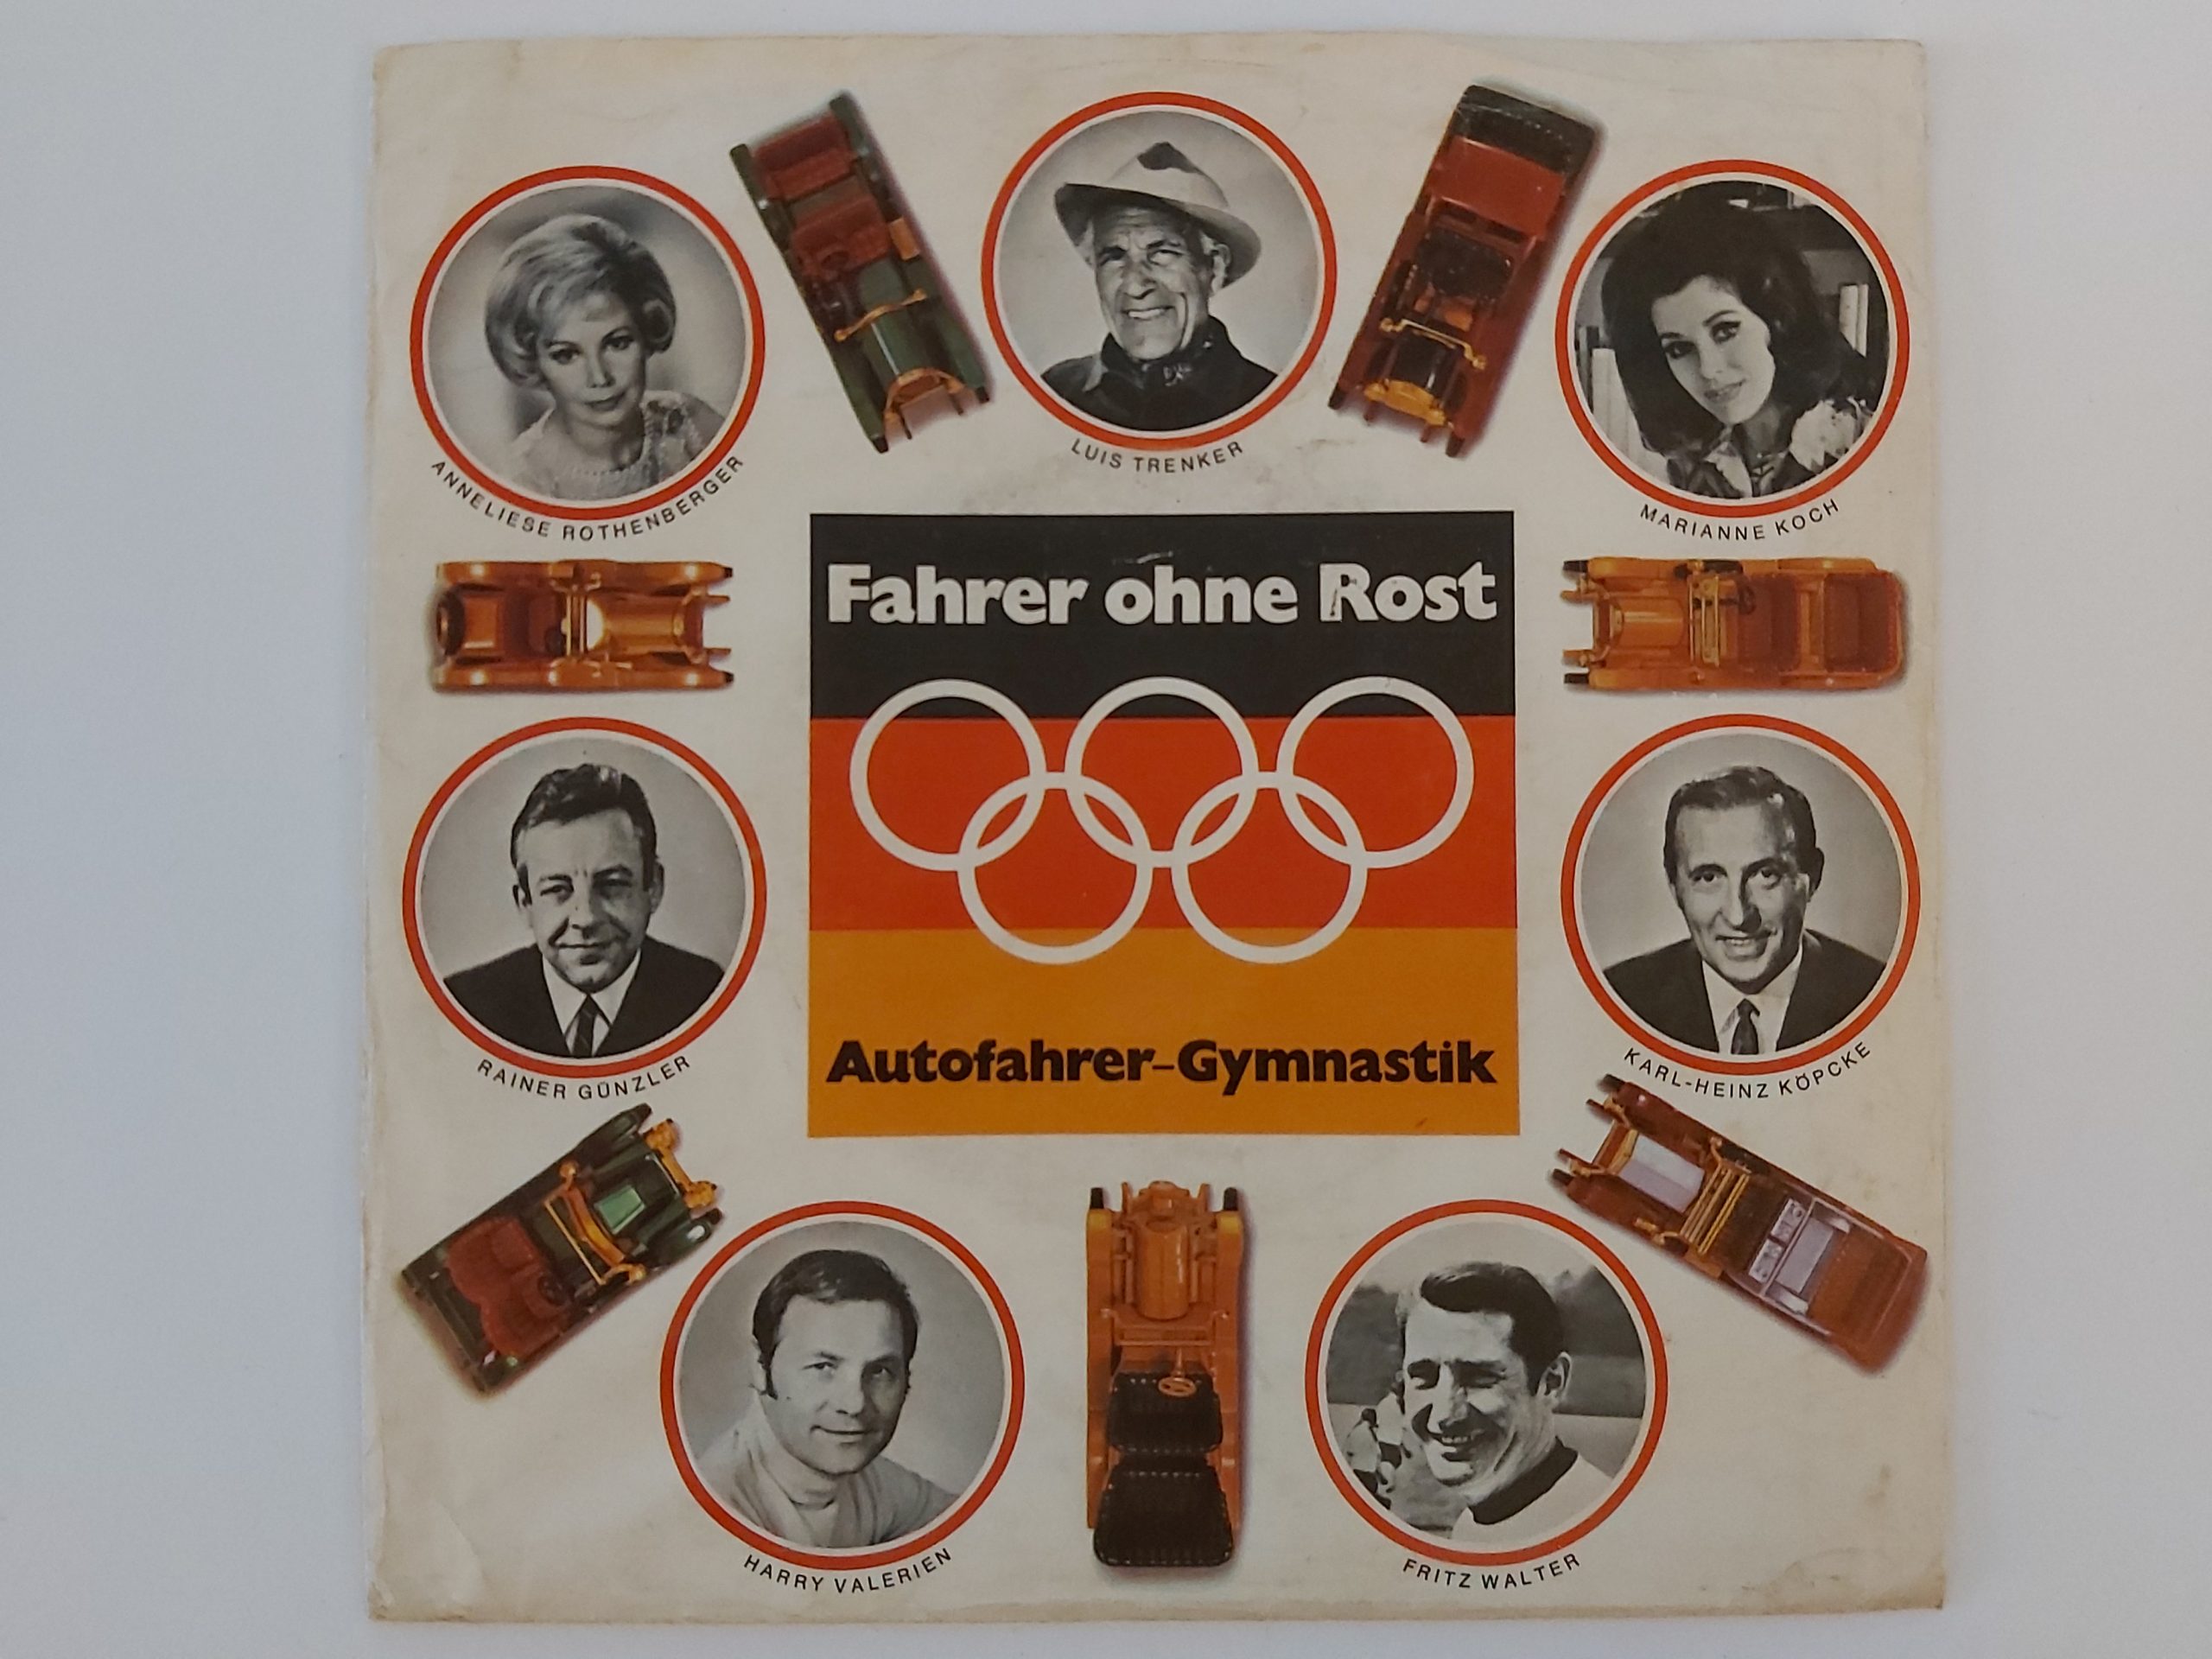 LUIS TRENKER
ANNELIESE ROTHENBERGER
MARIANNE KOCH
Fahrer ohne Rost
Autofahrer-Gymnastik
RAINER GÜNZLER
KARL-HEINZ KÖPCKE
HARRY VALERIEN
FRITZ WALTER